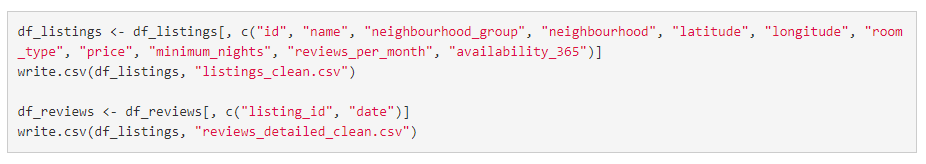 df_listings <- df_listings[, c("id", "name", "neighbourhood_group", "neighbourhood", "latitude", "longitude", "room
_type", "price", "minimum_nights", "reviews_per_month", "availability_365")]
write.csv(df_listings, "listings_clean.csv")
df_reviews <- df_reviews[, c("listing_id", "date")]
write.csv(df_listings, "reviews_detailed_clean.csv")